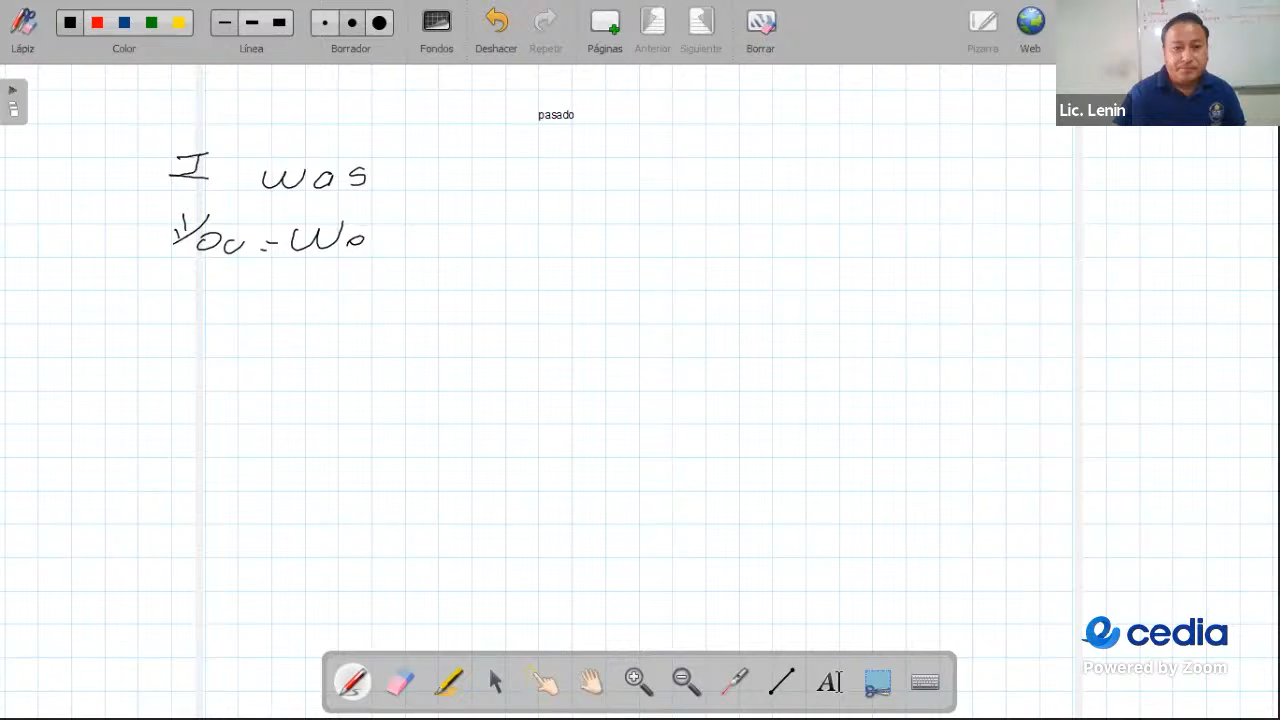 Lápiz
Color
Línea
Borrador
Fondos
Deshacer
Repetir
Páginas
Anterior
Siguiente
Borrar
Pizarra
Web
Lic. Lenin
pasado
I was
You = Wo
A
cedia
Powered by Zoom